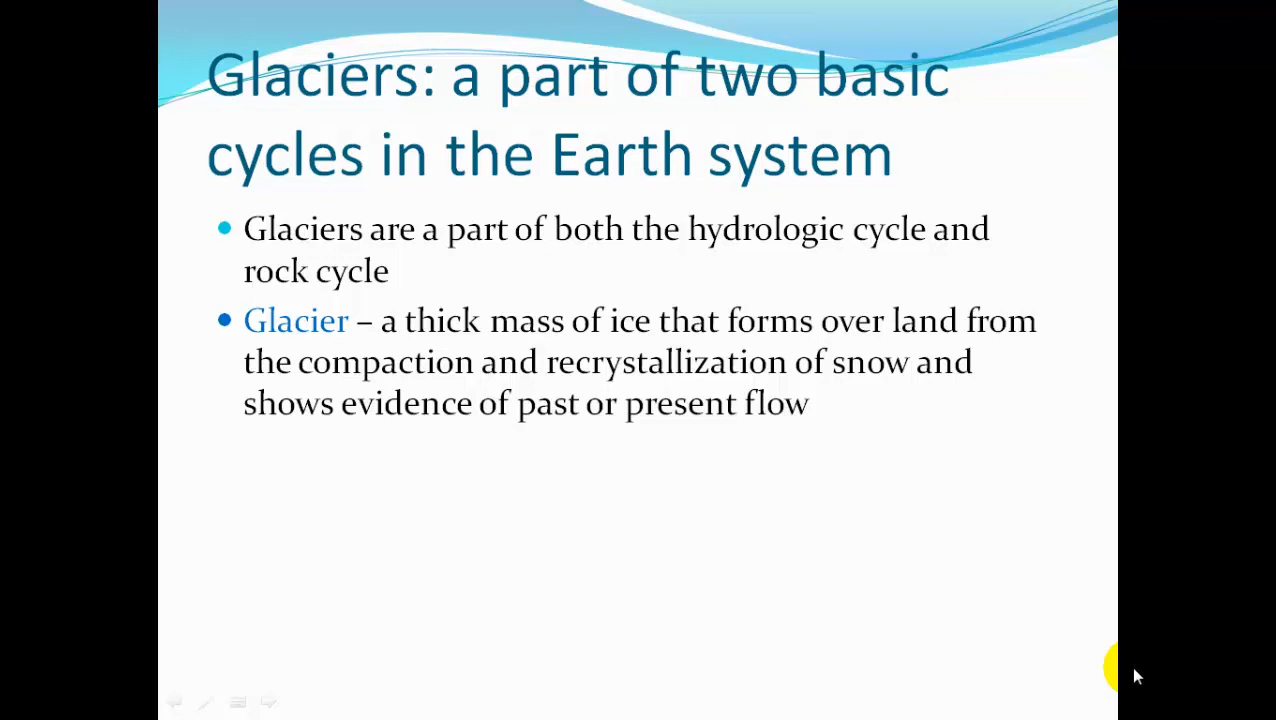 Glaciers: a part of two basic
cycles in the Earth system
Glaciers are a part of both the hydrologic cycle and
rock cycle
Glacier – a thick mass of ice that forms over land from
the compaction and recrystallization of snow and
shows evidence of past or present flow